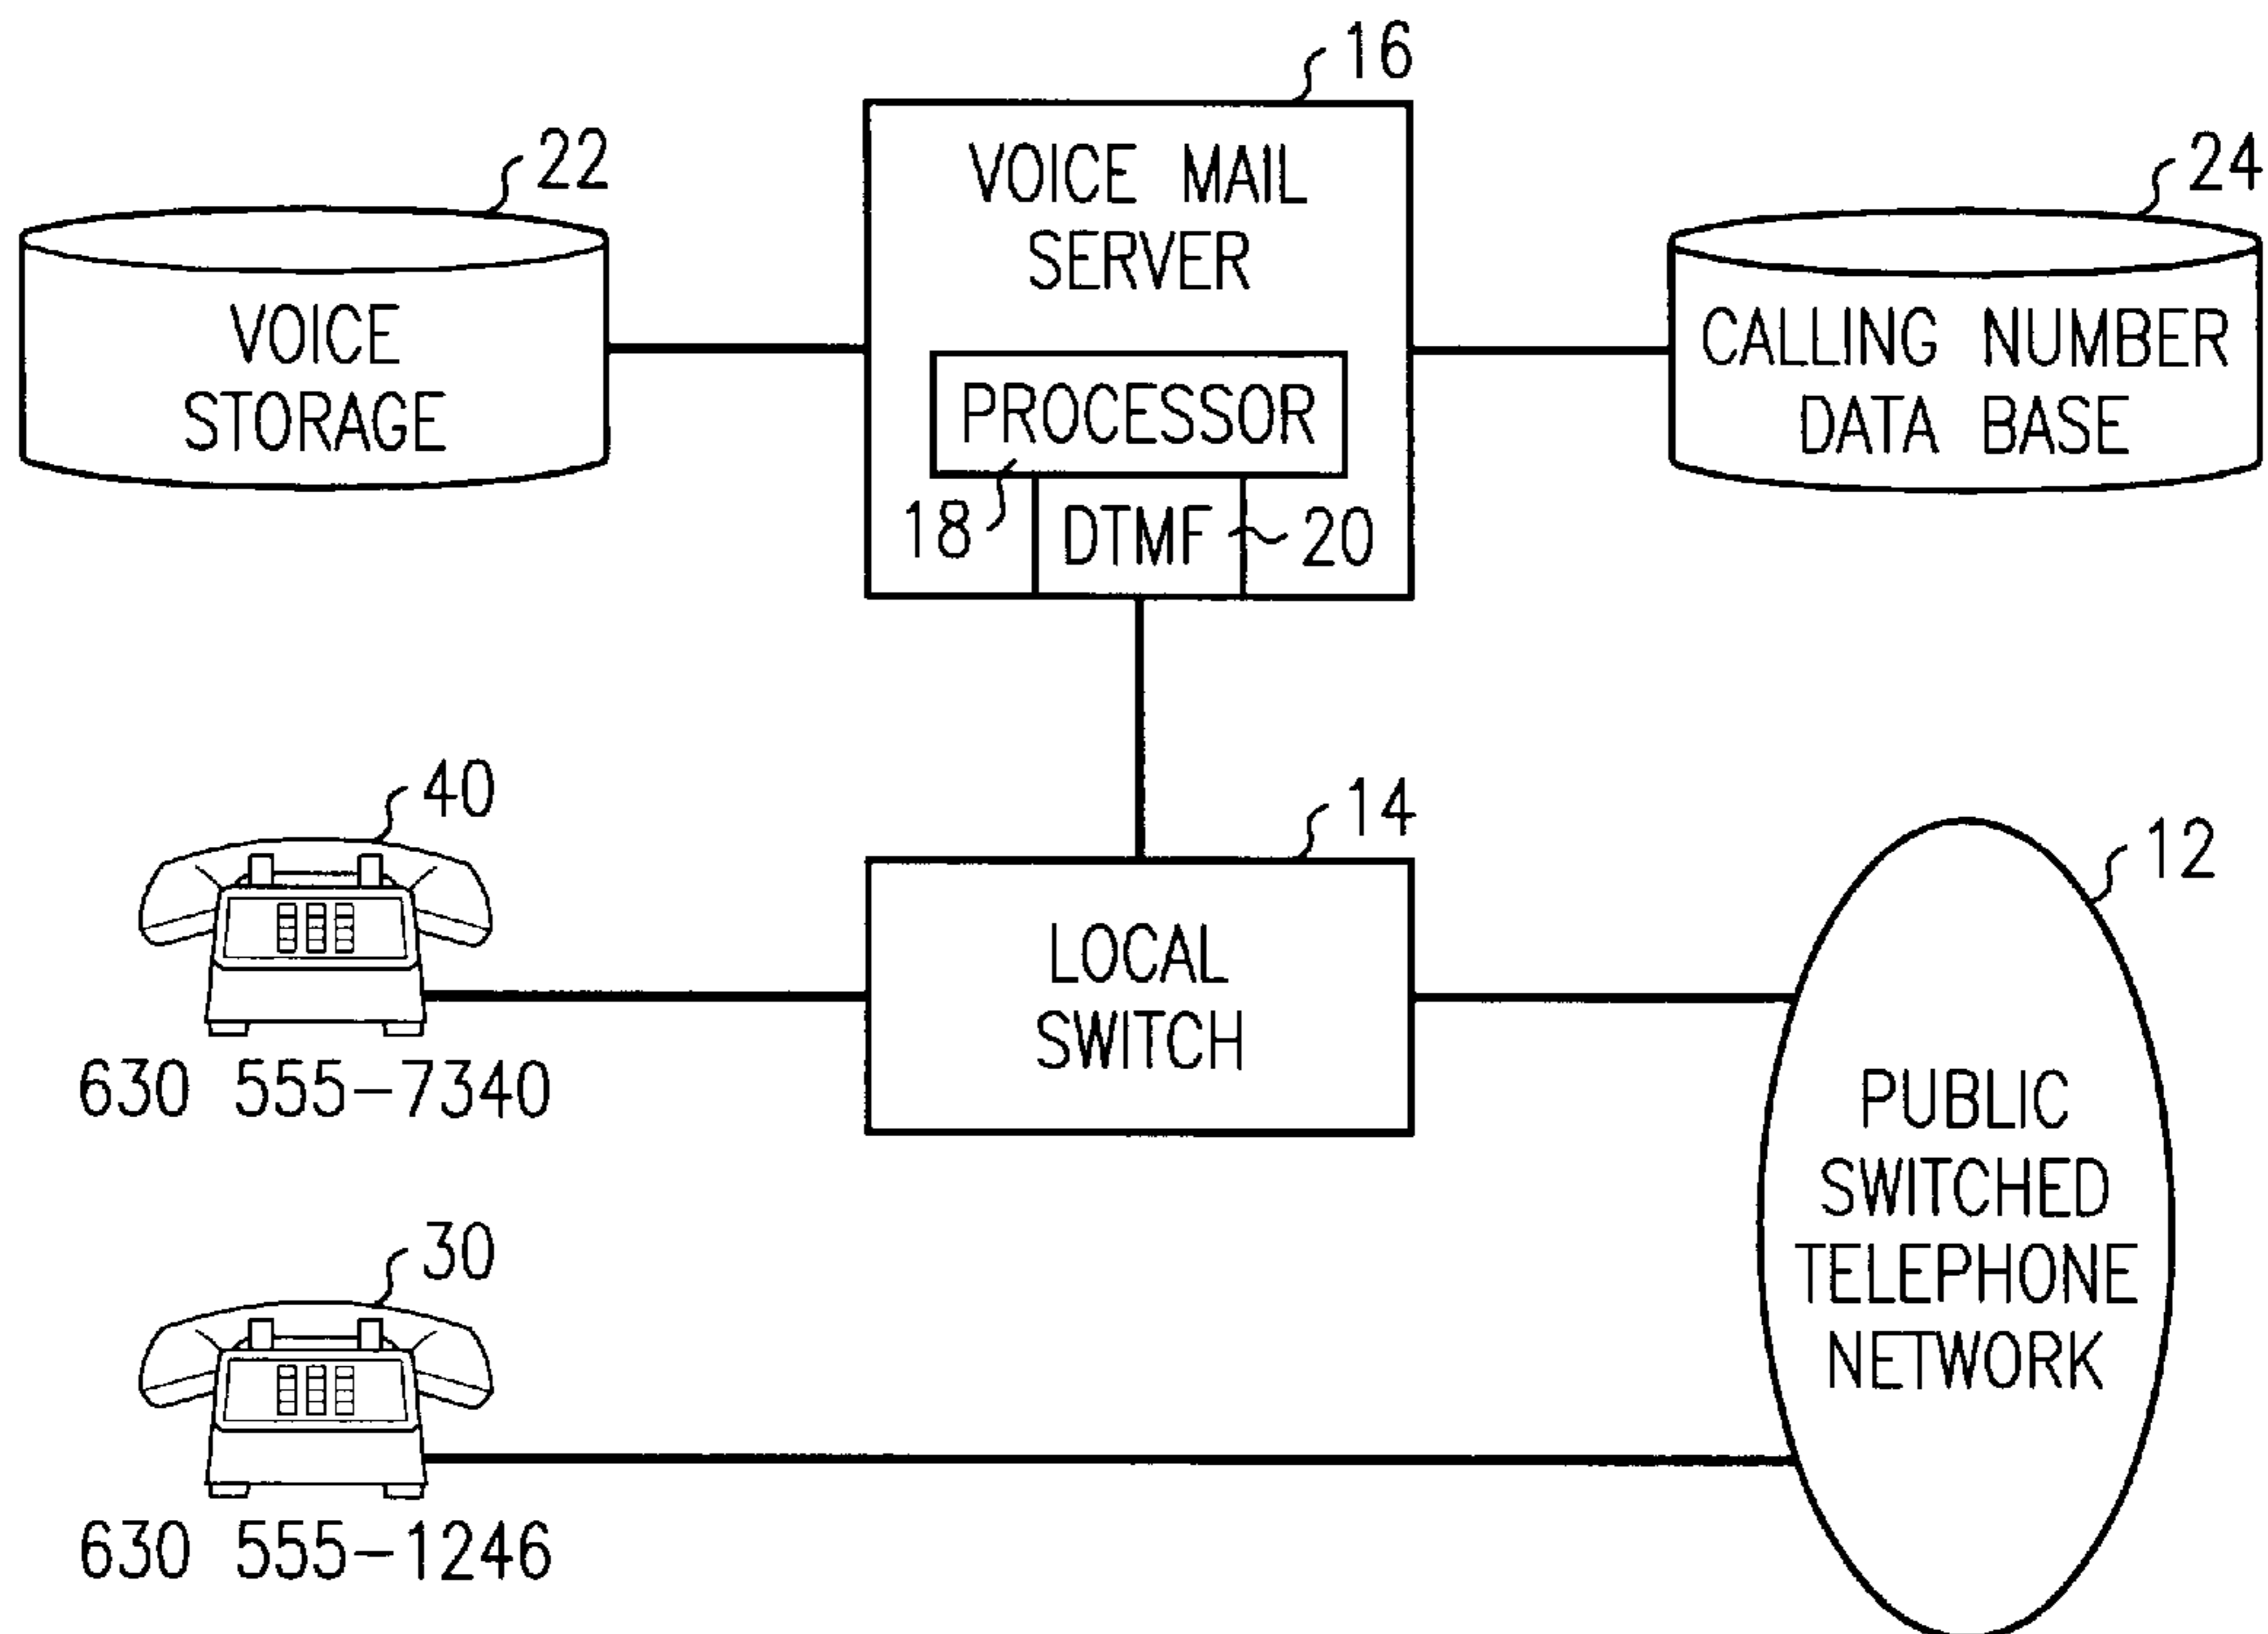 16
22
VOICE MAIL
SERVER
24
VOICE
STORAGE
CALLING NUMBER
DATA BASE
PROCESSOR
18
DTMF
20
40
14
12
LOCAL
SWITCH
630 555-7340
PUBLIC
SWITCHED
TELEPHONE
NETWORK
30
630 555-1246